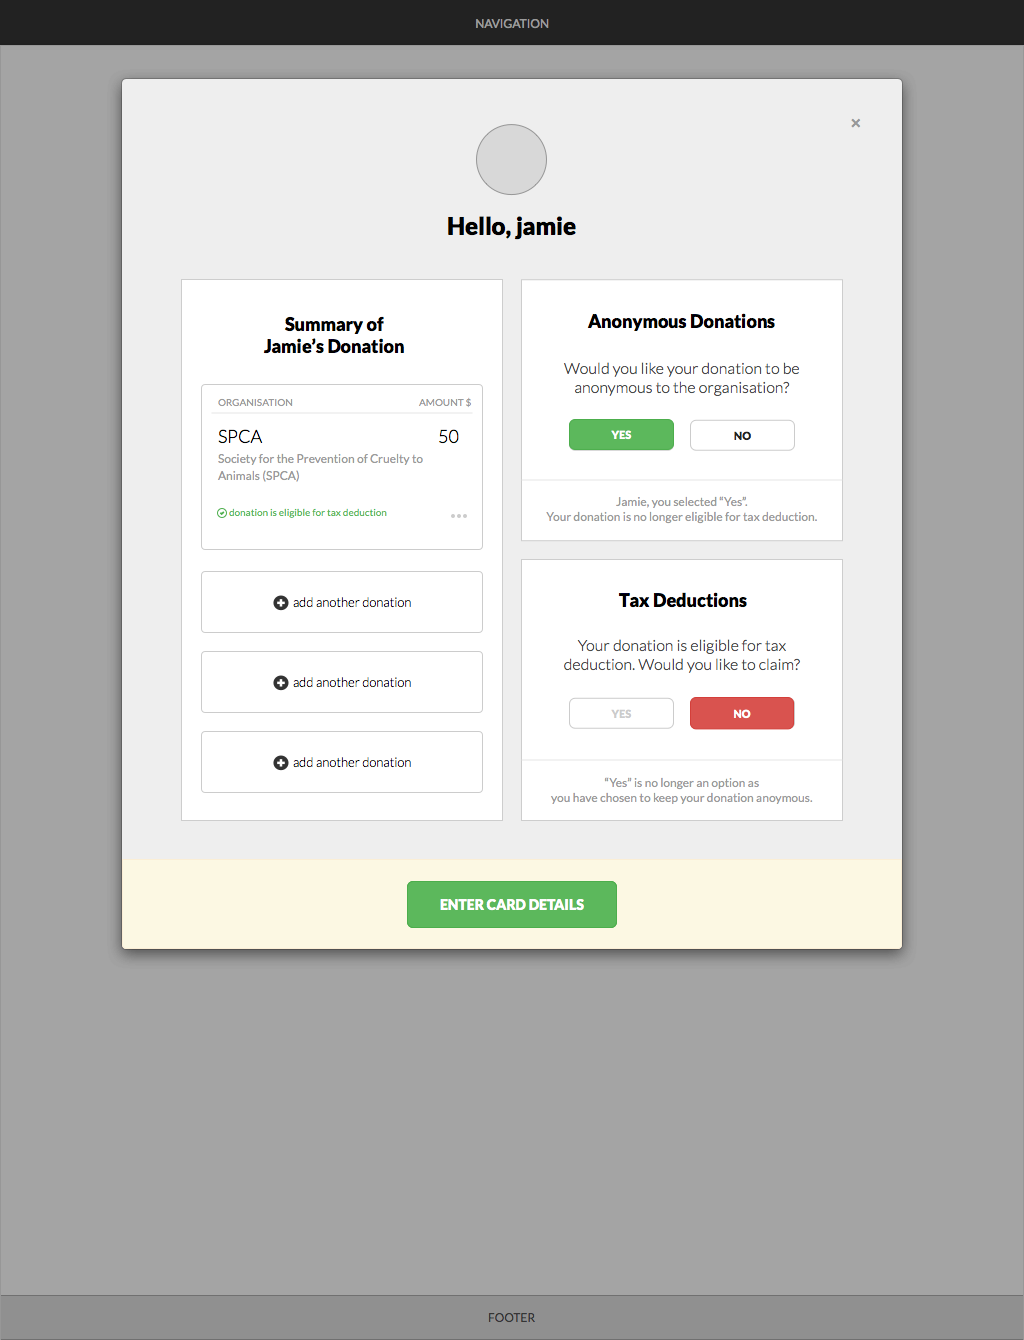 NAVIGATION
×
Hello, jamie
Summary of
Jamie’s Donation
ORGANISATION AMOUNT $
SPCA 50
Society for the Prevention of Cruelty to
Animals (SPCA)
donation is eligible for tax deduction
add another donation
add another donation
add another donation
Anonymous Donations
Would you like your donation to be
anonymous to the organisation?
YES NO
Jamie, you selected “Yes”.
Your donation is no longer eligible for tax deduction.
Tax Deductions
Your donation is eligible for tax
deduction. Would you like to claim?
YES NO
“Yes” is no longer an option as
you have chosen to keep your donation anoymous.
ENTER CARD DETAILS
FOOTER